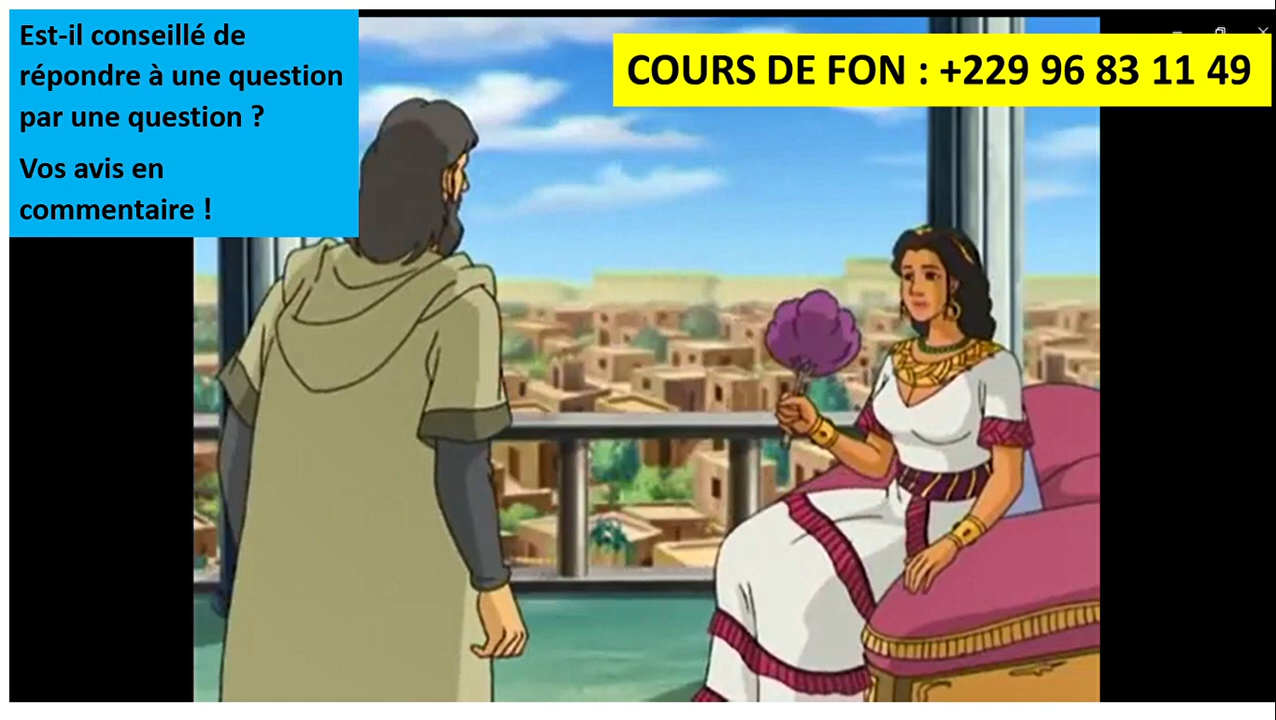 Est-il conseillé de
répondre à une question
par une question ?
Vos avis en
commentaire !
COURS DE FON : +229 96 83 11 49